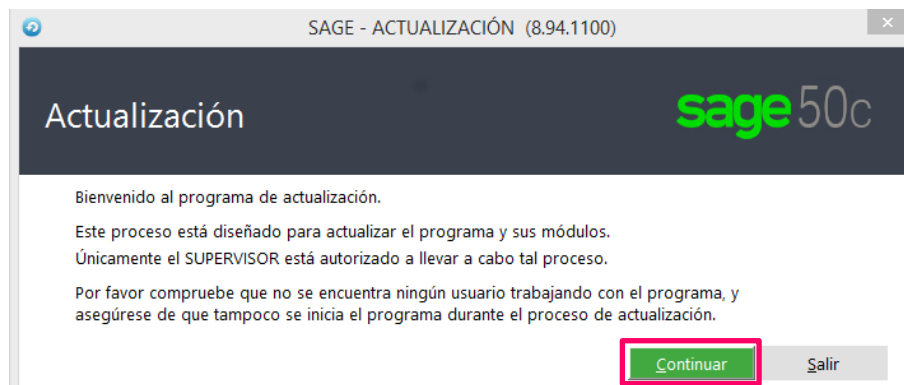 SAGE - ACTUALIZACIÓN (8.94.1100)
×
Actualización
sage 50c
Bienvenido al programa de actualización.
Este proceso está diseñado para actualizar el programa y sus módulos.
Únicamente el SUPERVISOR está autorizado a llevar a cabo tal proceso.
Por favor compruebe que no se encuentra ningún usuario trabajando con el programa, y
asegúrese de que tampoco se inicia el programa durante el proceso de actualización.
Continuar
Salir